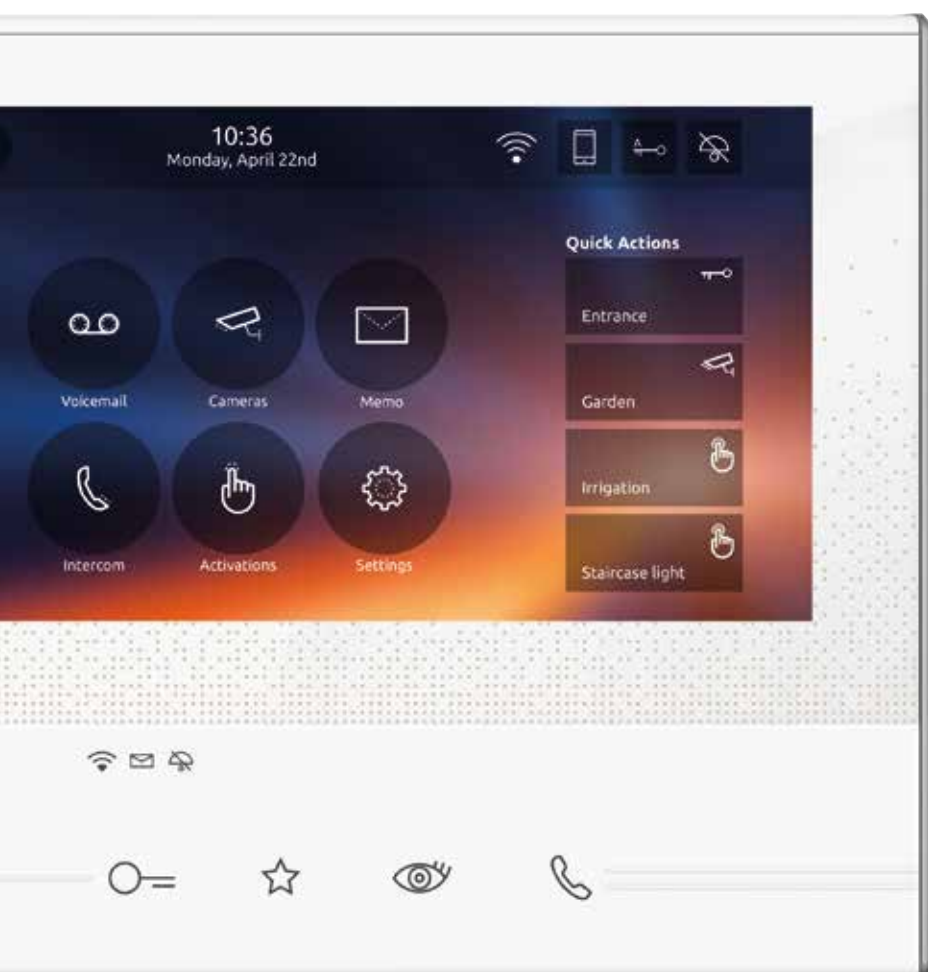 10:36
Monday, April 22nd
A
Quick Actions
Entrance
Garden
Irrigation
Staircase light
Voicemail
Cameras
Memo
Intercom
Activations
Settings